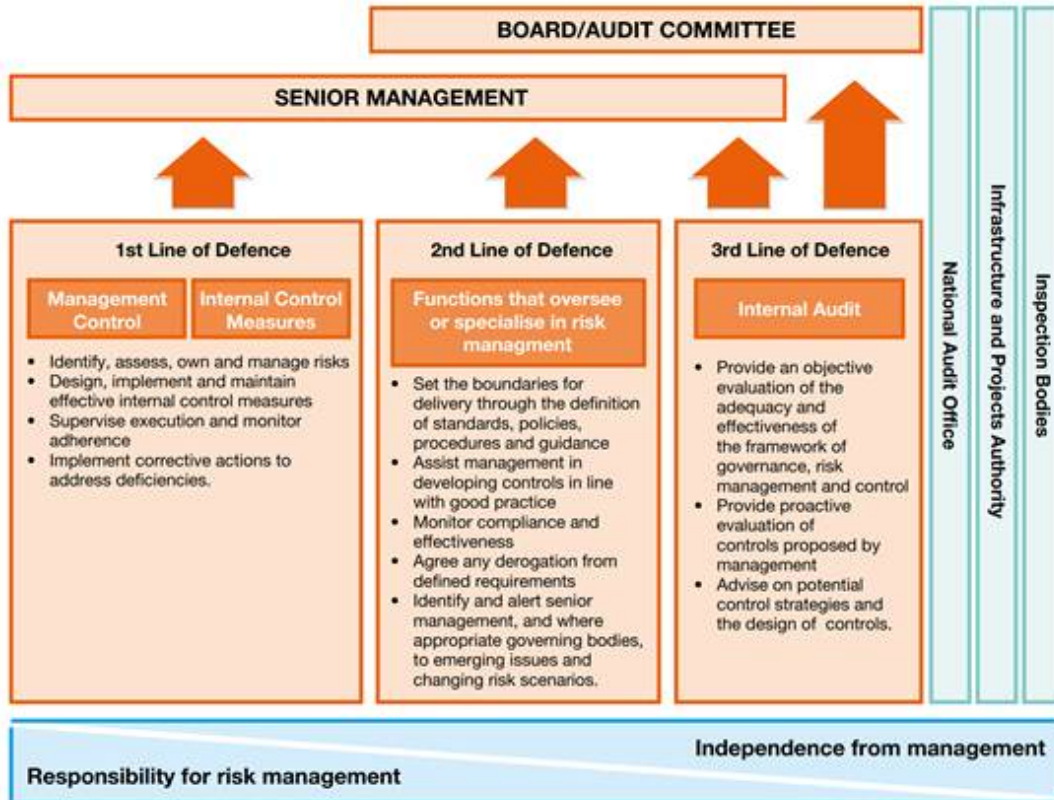 BOARD/AUDIT COMMITTEE
SENIOR MANAGEMENT
1st Line of Defence
Management
Control
Internal Control
Measures
• Identify, assess, own and manage risks
• Design, implement and maintain
effective internal control measures
• Supervise execution and monitor
adherence
• Implement corrective actions to
address deficiencies.
2nd Line of Defence
Functions that oversee
or specialise in risk
managment
• Set the boundaries for
delivery through the definition
of standards, policies,
procedures and guidance
• Assist management in
developing controls in line
with good practice
• Monitor compliance and
effectiveness
• Agree any derogation from
defined requirements
• Identify and alert senior
management, and where
appropriate governing bodies,
to emerging issues and
changing risk scenarios.
3rd Line of Defence
Internal Audit
• Provide an objective
evaluation of the
adequacy and
effectiveness of
the framework of
governance, risk
management and control
• Provide proactive
evaluation of
controls proposed by
management
• Advise on potential
control strategies and
the design of controls.
National Audit Office
Infrastructure and Projects Authority
Inspection Bodies
Independence from management
Responsibility for risk management